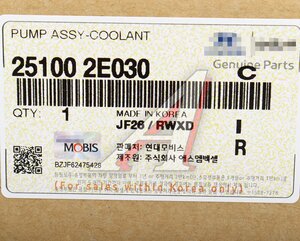 PUMP ASSY-COOLANT
Genuine Parts
25100 2E030
C
QTY: 1
MADE IN KOREA
JF26 / RWXD
I
MOBIS
판매처: 현대모비스
제조원: 주식회사 에스엠벡셀
R
BZJF62475426
(For sales within Korea only)